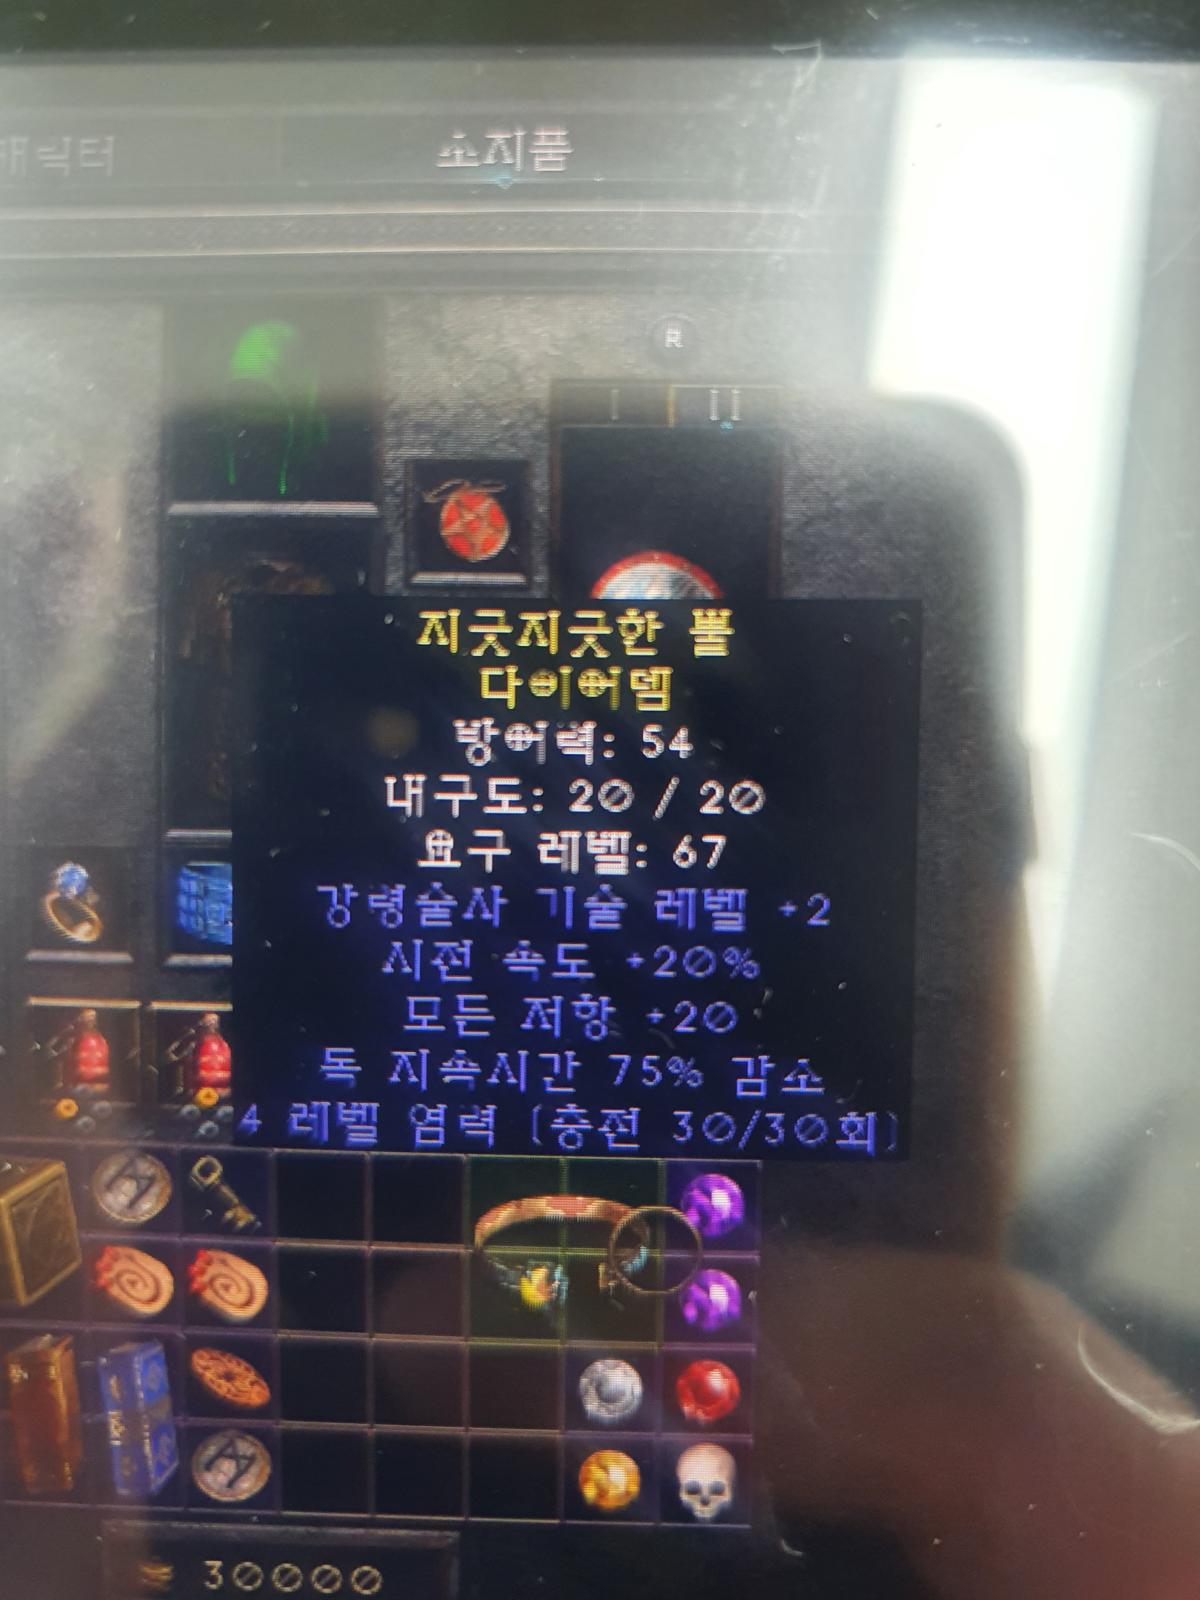 캐릭터
소지품
R
I
II
지긋지긋한 뿔
다이어뎀
방어력: 54
내구도: 20 / 20
요구 레벨: 67
강령술사 기술 레벨 +2
시전 속도 +20%
모든 저항 +20
독 지속시간 75% 감소
4 레벨 염력 (충전 30/30회)
30000